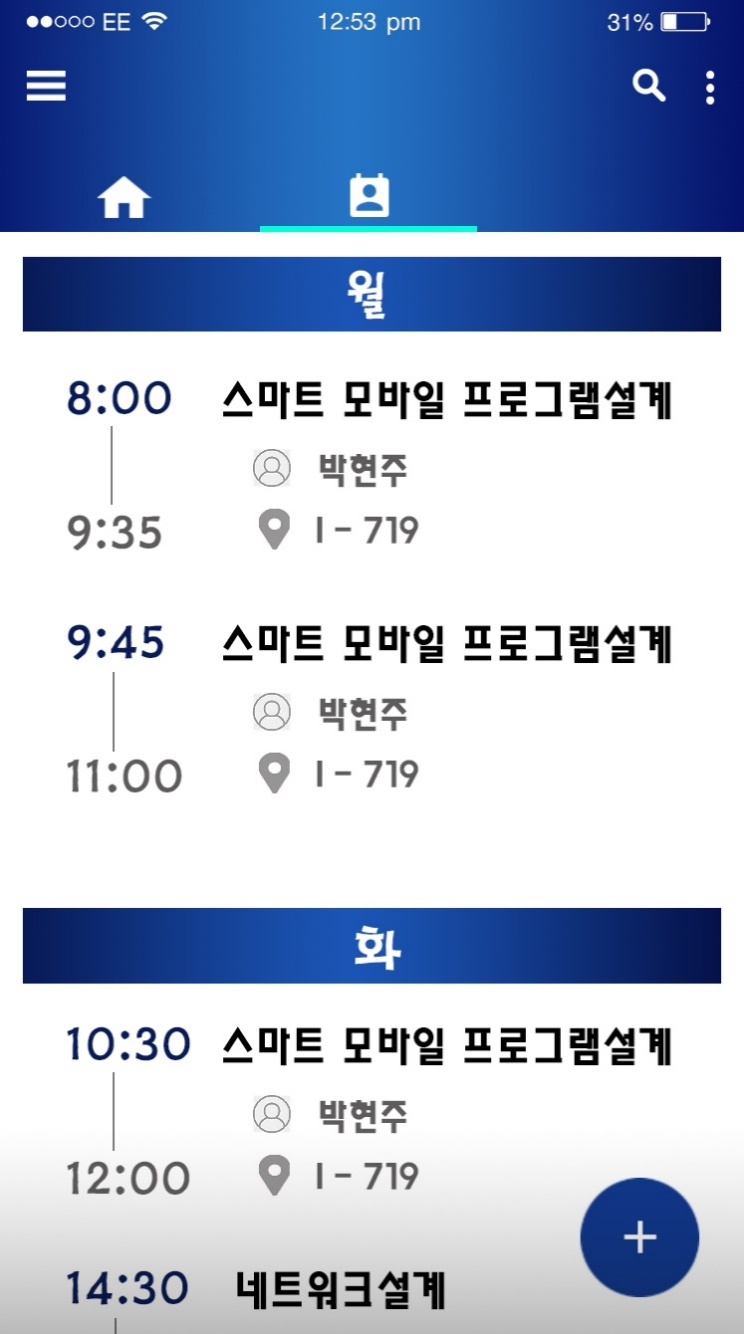 EE 12:53 pm 31%
월
8:00 스마트 모바일 프로그램설계
박현주
9:35 I - 719
9:45 스마트 모바일 프로그램설계
박현주
11:00 I - 719
화
10:30 스마트 모바일 프로그램설계
박현주
12:00 I - 719
+
14:30 네트워크설계